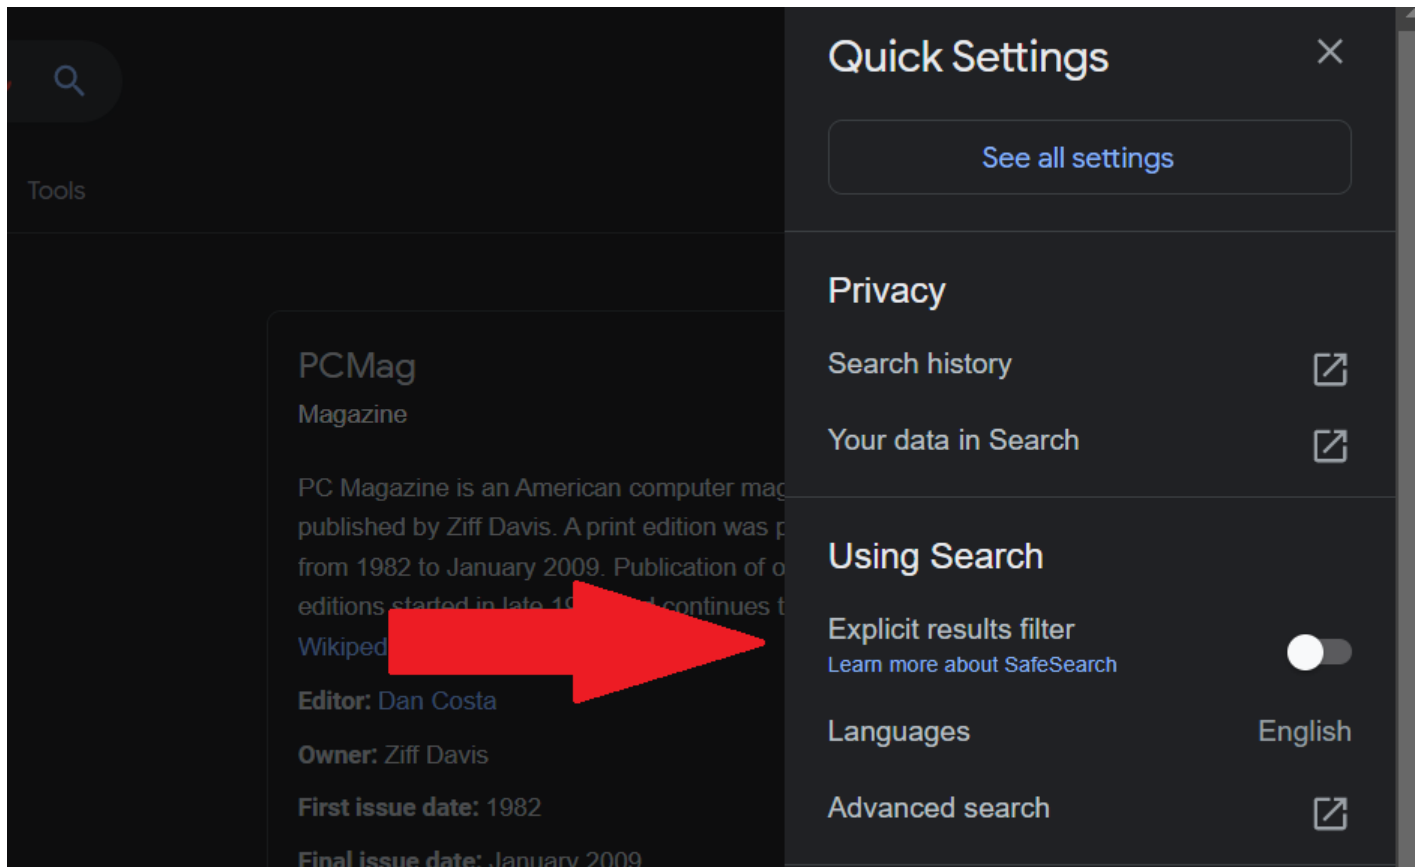 Tools
PCMag
Magazine
PC Magazine is an American computer mag
published by Ziff Davis. A print edition was p
from 1982 to January 2009. Publication of o
editions started in late continues t
Wikiped
Editor: Dan Costa
Owner: Ziff Davis
First issue date: 1982
Final issue date: January 2009
Quick Settings
See all settings
Privacy
Search history
Your data in Search
Using Search
Explicit results filter
Learn more about SafeSearch
Languages English
Advanced search